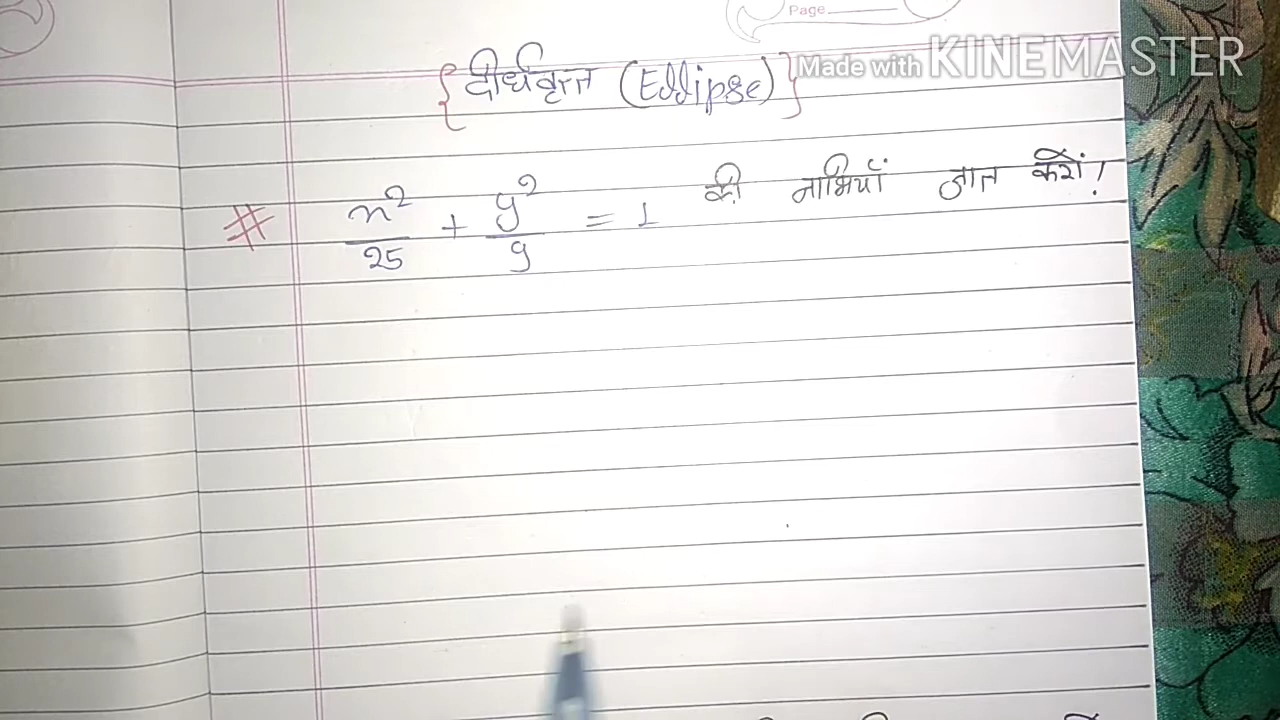 Page
Made with KINEMASTER
{दीर्घवृत्त (Ellipse)}
# x²/25 + y²/9 = 1 की नाभियाँ ज्ञात करों!